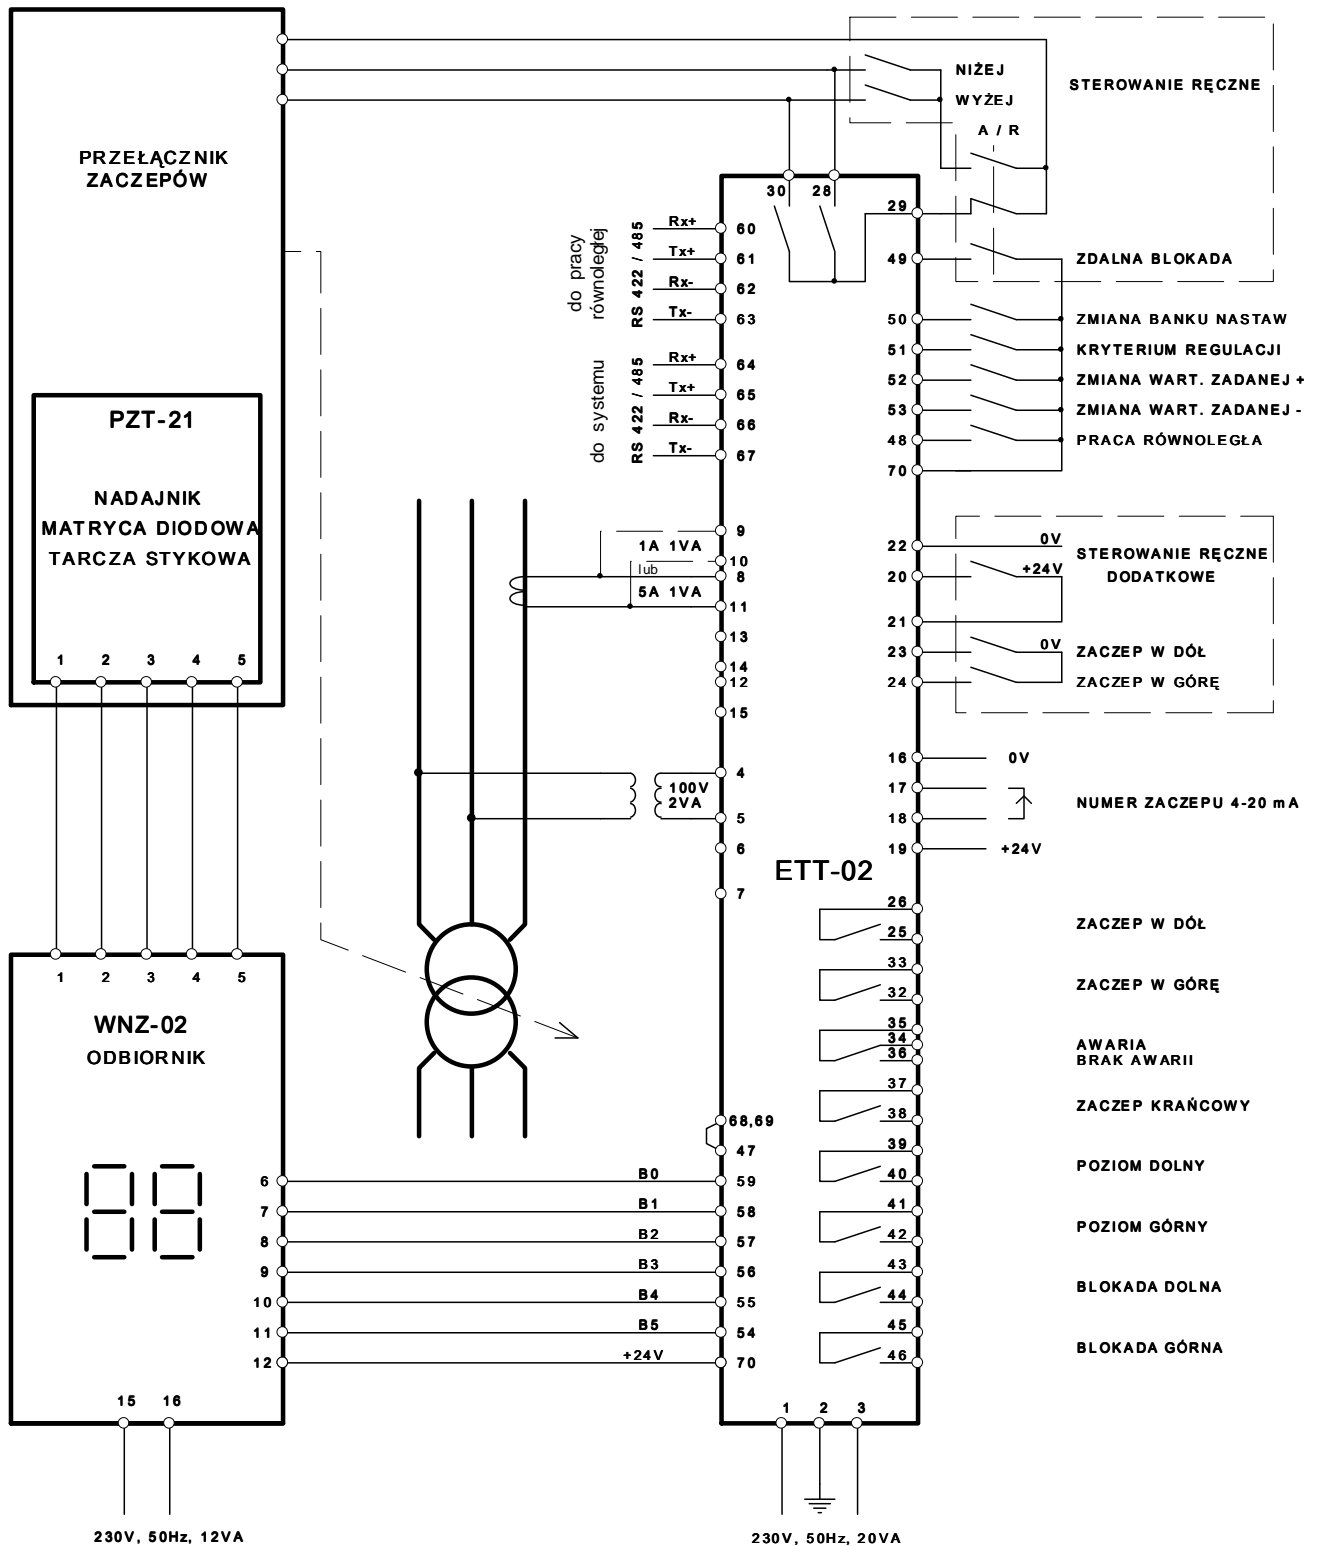 PRZEŁĄCZNIK
ZACZEPÓW
PZT-21
NADAJNIK
MATRYCA DIODOWA
TARCZA STYKOWA
1 2 3 4 5
1 2 3 4 5
WNZ-02
ODBIORNIK
6
7
8
9
10
11
12
15 16
230V, 50Hz, 12VA
B0
B1
B2
B3
B4
B5
+24V
do pracy
równoległej
RS 422 / 485
Rx+
Tx+
Rx-
Tx-
do systemu
RS 422 / 485
Rx+
Tx+
Rx-
Tx-
1A 1VA
lub
5A 1VA
100V
2VA
30 28
60
61
62
63
64
65
66
67
9
10
8
11
13
14
12
15
4
5
6
7
ETT-02
68,69
47
59
58
57
56
55
54
70
1 2 3
230V, 50Hz, 20VA
29
49
50
51
52
53
48
70
22
20
21
23
24
16
17
18
19
26
25
33
32
35
34
36
37
38
39
40
41
42
43
44
45
46
NIŻEJ
WYŻEJ
A / R
STEROWANIE RĘCZNE
ZDALNA BLOKADA
ZMIANA BANKU NASTAW
KRYTERIUM REGULACJI
ZMIANA WART. ZADANEJ +
ZMIANA WART. ZADANEJ -
PRACA RÓWNOLEGŁA
0V
STEROWANIE RĘCZNE
+24V
DODATKOWE
0V
ZACZEP W DÓŁ
ZACZEP W GÓRĘ
0V
NUMER ZACZEPU 4-20 mA
+24V
ZACZEP W DÓŁ
ZACZEP W GÓRĘ
AWARIA
BRAK AWARII
ZACZEP KRAŃCOWY
POZIOM DOLNY
POZIOM GÓRNY
BLOKADA DOLNA
BLOKADA GÓRNA